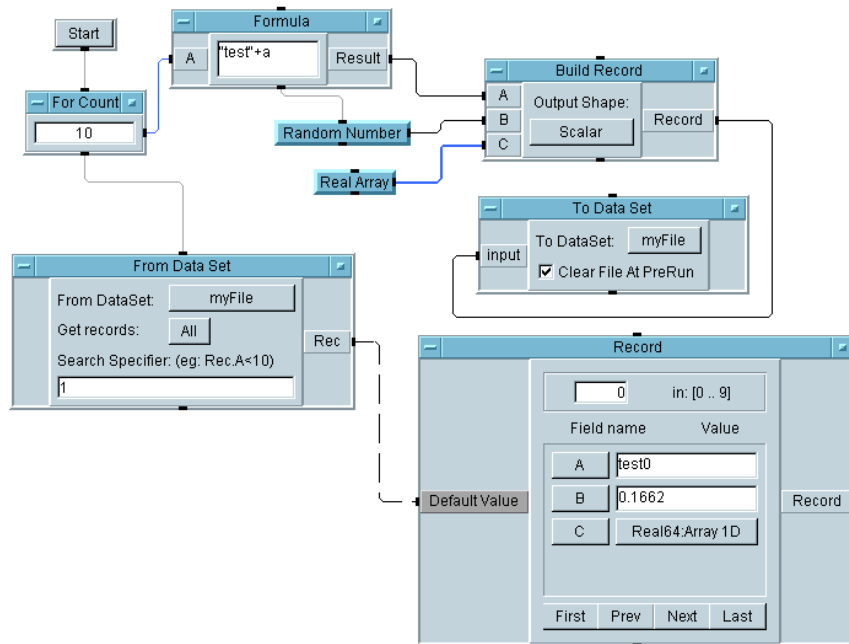 Start
For Count
10
Formula
A
"test"+a
Result
Random Number
Real Array
Build Record
A
B
C
Output Shape:
Scalar
Record
To Data Set
input
To DataSet:
myFile
Clear File At PreRun
From Data Set
From DataSet:
myFile
Get records:
All
Search Specifier: (eg: Rec.A<10)
1
Rec
Record
Default Value
0
in: [0 .. 9]
Field name
Value
A
test0
B
0.1662
C
Real64:Array 1D
First
Prev
Next
Last
Record